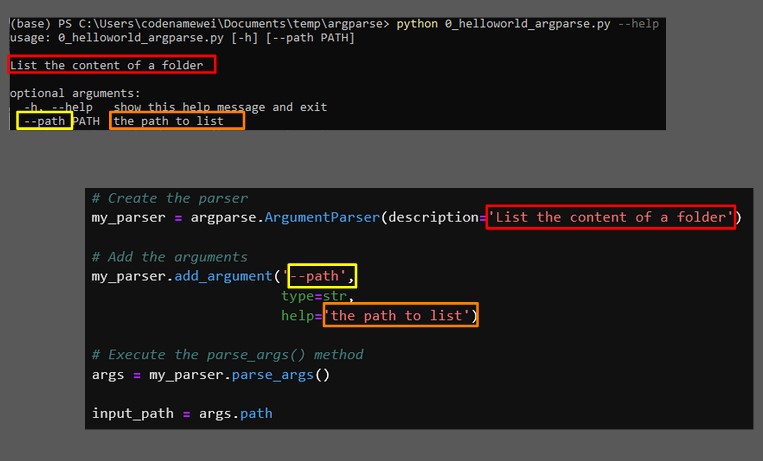 (base) PS C:\Users\codenamewei\Documents\temp\argparse> python 0_helloworld_argparse.py --help
usage: 0_helloworld_argparse.py [-h] [--path PATH]
List the content of a folder
optional arguments:
-h, --help show this help message and exit
--path PATH the path to list
# Create the parser
my_parser = argparse.ArgumentParser(description='List the content of a folder')
# Add the arguments
my_parser.add_argument('--path',
type=str,
help='the path to list')
# Execute the parse_args() method
args = my_parser.parse_args()
input_path = args.path